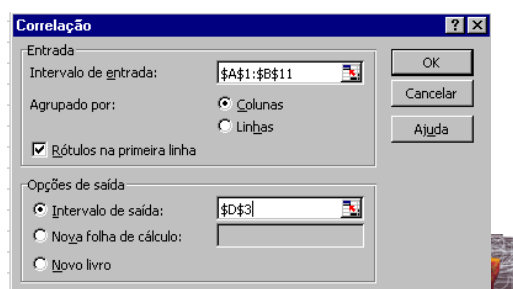 Correlação
Entrada
Intervalo de entrada: $A$1:$B$11
OK
Cancelar
Agrupado por: Colunas
Linhas
Ajuda
Rótulos na primeira linha
Opções de saída
Intervalo de saída: $D$3
Nova folha de cálculo:
Novo livro